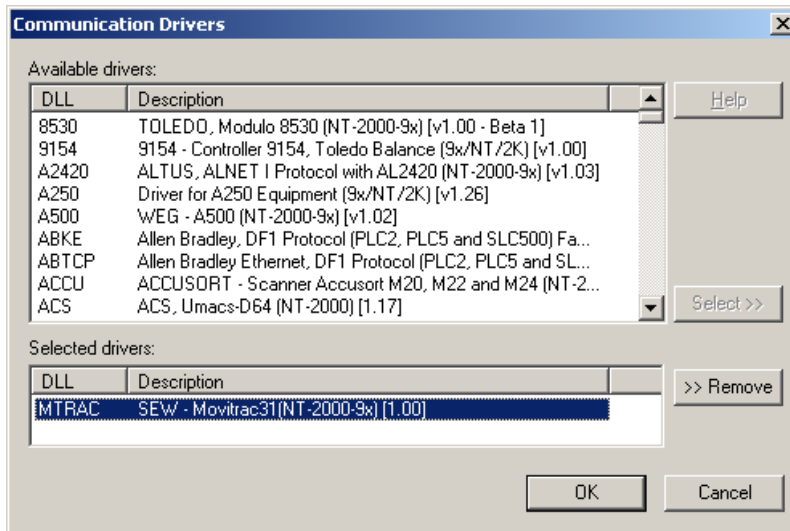 Communication Drivers
Available drivers:
DLL Description
Help
8530 TOLEDO, Modulo 8530 (NT-2000-9x) [v1.00 - Beta 1]
9154 9154 - Controller 9154, Toledo Balance (9x/NT/2K) [v1.00]
A2420 ALTUS, ALNET I Protocol with AL2420 (NT-2000-9x) [v1.03]
A250 Driver for A250 Equipment (9x/NT/2K) [v1.26]
A500 WEG - A500 (NT-2000-9x) [v1.02]
ABKE Allen Bradley, DF1 Protocol (PLC2, PLC5 and SLC500) Fa...
ABTCP Allen Bradley Ethernet, DF1 Protocol (PLC2, PLC5 and SL...
ACCU ACCUSORT - Scanner Accusort M20, M22 and M24 (NT-2...
ACS ACS, Umacs-D64 (NT-2000) [1.17]
Select >>
Selected drivers:
DLL Description
>> Remove
MTRAC SEW - Movitrac31(NT-2000-9x) [1.00]
OK
Cancel